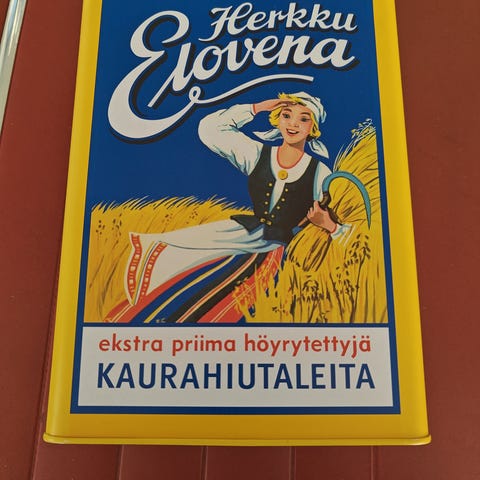 Herkku
Elovena
ekstra priima höyrytettyjä
KAURAHIUTALEITA